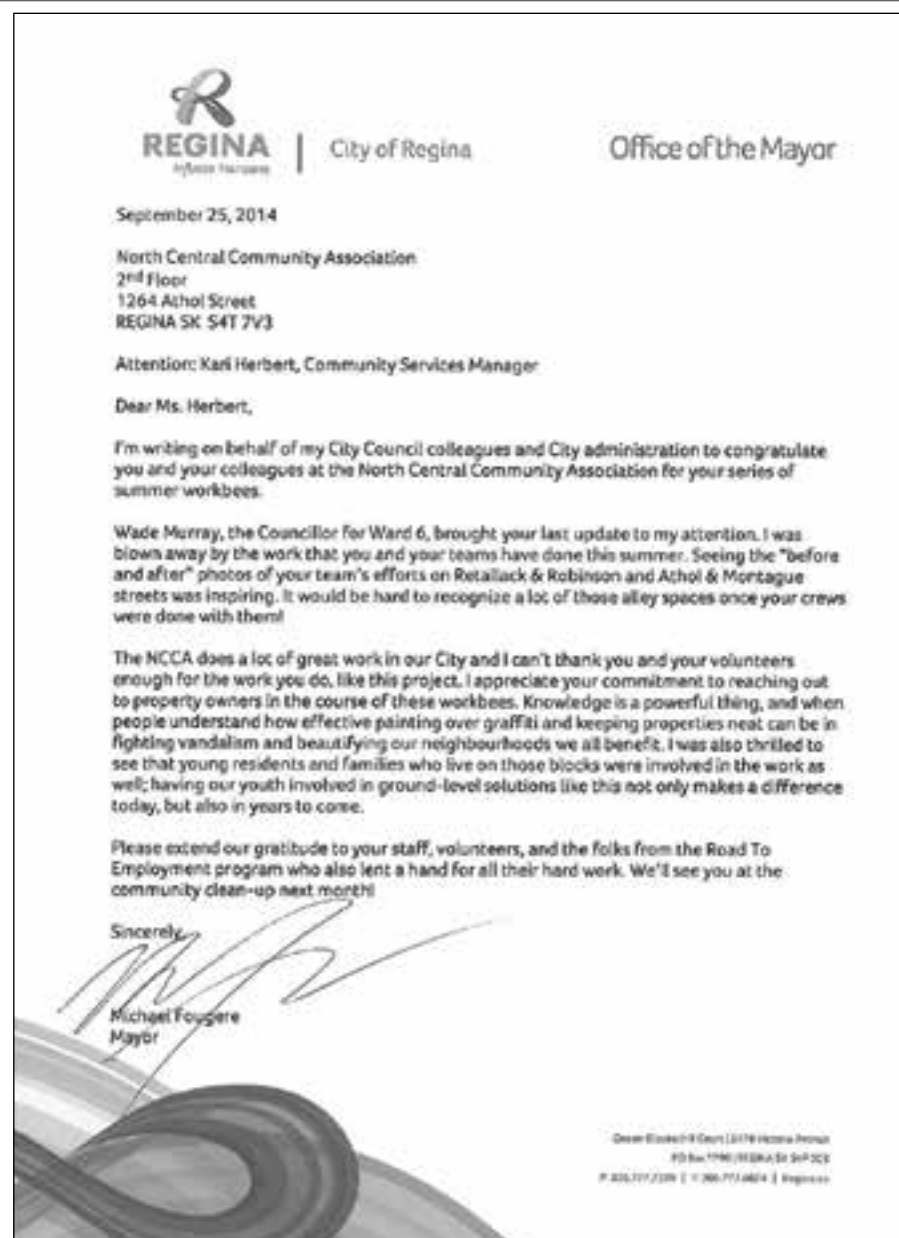 REGINA
City of Regina
Office of the Mayor
September 25, 2014
North Central Community Association
2nd Floor
1264 Athol Street
REGINA SK S4T 7V3
Attention: Kari Herbert, Community Services Manager
Dear Ms. Herbert,
I'm writing on behalf of my City Council colleagues and City administration to congratulate
you and your colleagues at the North Central Community Association for your series of
summer workbees.
Wade Murray, the Councillor for Ward 6, brought your last update to my attention. I was
blown away by the work that you and your teams have done this summer. Seeing the "before
and after" photos of your team's efforts on Retallack & Robinson and Athol & Montague
streets was inspiring. It would be hard to recognize a lot of those alley spaces once your crews
were done with them!
The NCCA does a lot of great work in our City and I can't thank you and your volunteers
enough for the work you do, like this project. I appreciate your commitment to reaching out
to property owners in the course of these workbees. Knowledge is a powerful thing, and when
people understand how effective painting over graffiti and keeping properties neat can be in
fighting vandalism and beautifying our neighbourhoods we all benefit. I was also thrilled to
see that young residents and families who live on those blocks were involved in the work as
well; having our youth involved in ground-level solutions like this not only makes a difference
today, but also in years to come.
Please extend our gratitude to your staff, volunteers, and the folks from the Road To
Employment program who also lent a hand for all their hard work. We'll see you at the
community clean-up next month!
Sincerely,
Michael Fougere
Mayor